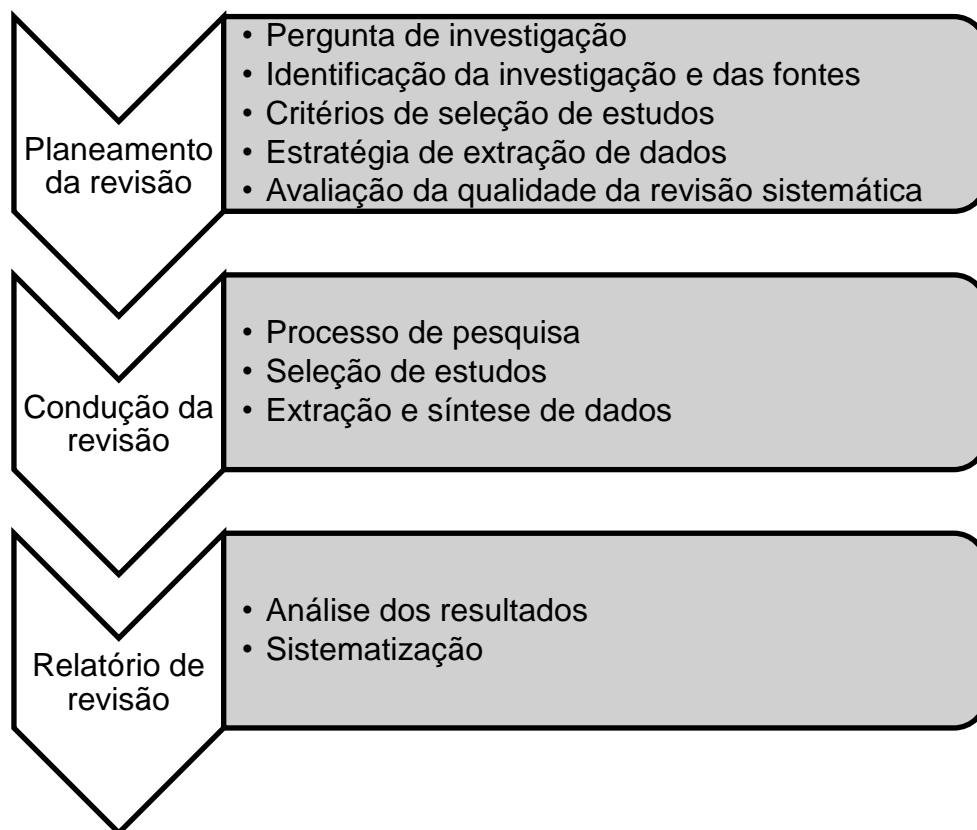 Planeamento
da revisão
• Pergunta de investigação
• Identificação da investigação e das fontes
• Critérios de seleção de estudos
• Estratégia de extração de dados
• Avaliação da qualidade da revisão sistemática
Condução da
revisão
• Processo de pesquisa
• Seleção de estudos
• Extração e síntese de dados
Relatório de
revisão
• Análise dos resultados
• Sistematização